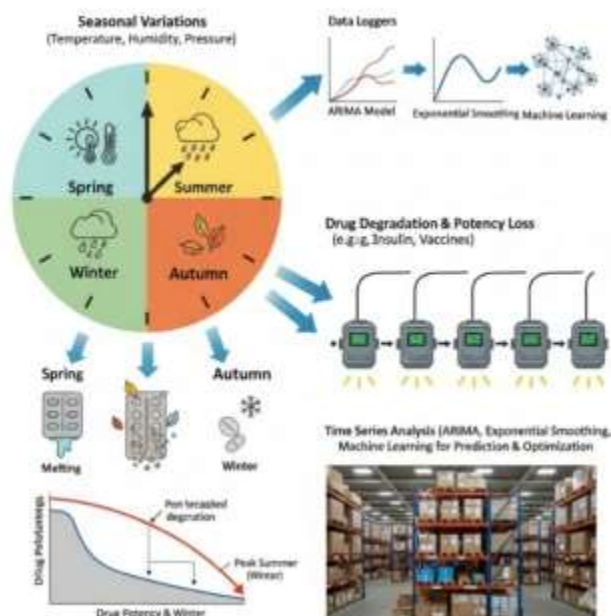 Seasonal Variations
(Temperature, Humidity, Pressure)
Spring
Summer
Winter
Autumn
Data Loggers
ARIMA Model
Exponential Smoothing
Machine Learning
Drug Degradation & Potency Loss
(e.g:g, Insulin, Vaccines)
Spring
Melting
Autumn
Winter
Time Series Analysis (ARIMA, Exponential Smoothing,
Machine Learning for Prediction & Optimization
Peak Summer
(Winter)
Drug
Drug Potency & Winter